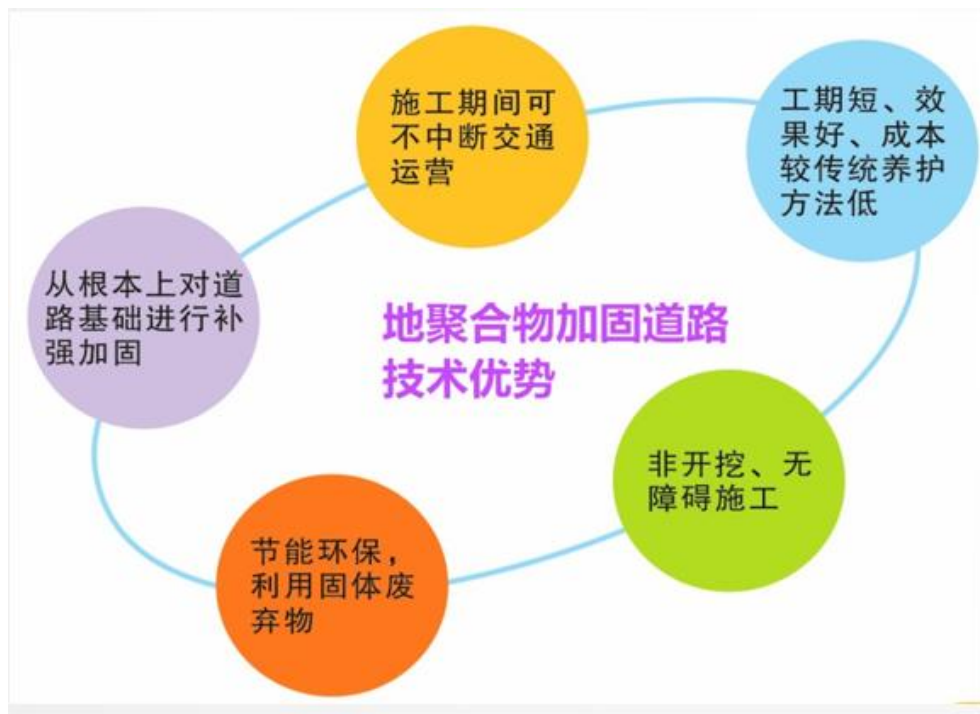 施工期间可
不中断交通
运营
工期短、效
果好、成本
较传统养护
方法低
从根本上对道
路基础进行补
强加固
地聚合物加固道路
技术优势
非开挖、无
障碍施工
节能环保，
利用固体废
弃物